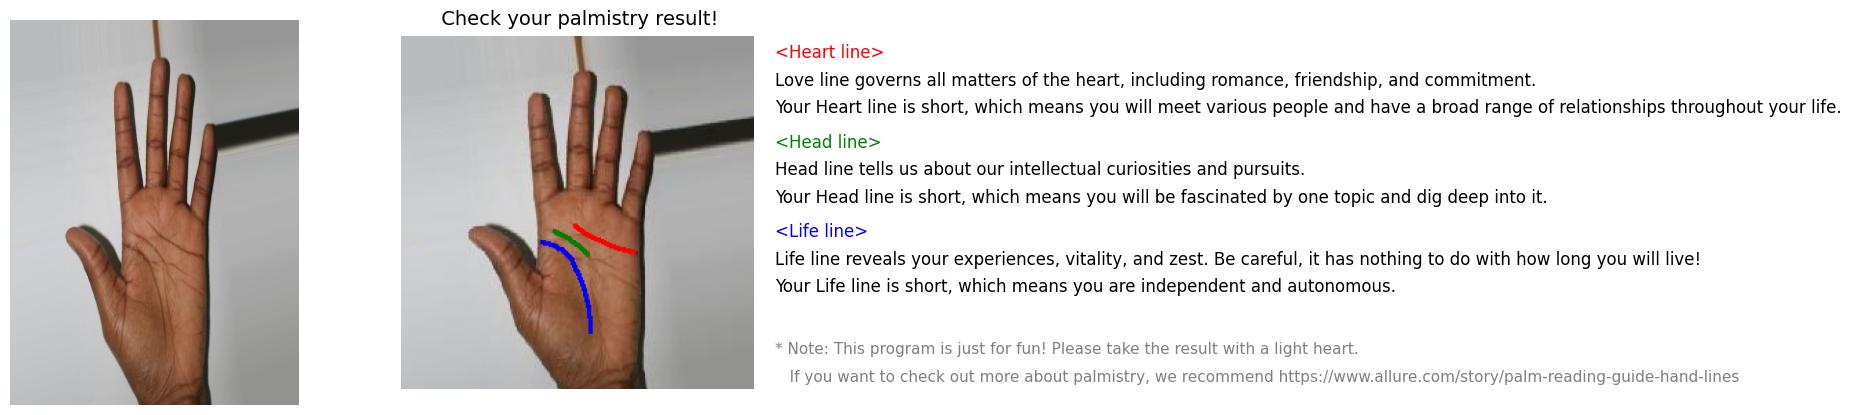 Check your palmistry result!
<Heart line>
Love line governs all matters of the heart, including romance, friendship, and commitment.
Your Heart line is short, which means you will meet various people and have a broad range of relationships throughout your life.
<Head line>
Head line tells us about our intellectual curiosities and pursuits.
Your Head line is short, which means you will be fascinated by one topic and dig deep into it.
<Life line>
Life line reveals your experiences, vitality, and zest. Be careful, it has nothing to do with how long you will live!
Your Life line is short, which means you are independent and autonomous.
* Note: This program is just for fun! Please take the result with a light heart.
If you want to check out more about palmistry, we recommend https://www.allure.com/story/palm-reading-guide-hand-lines